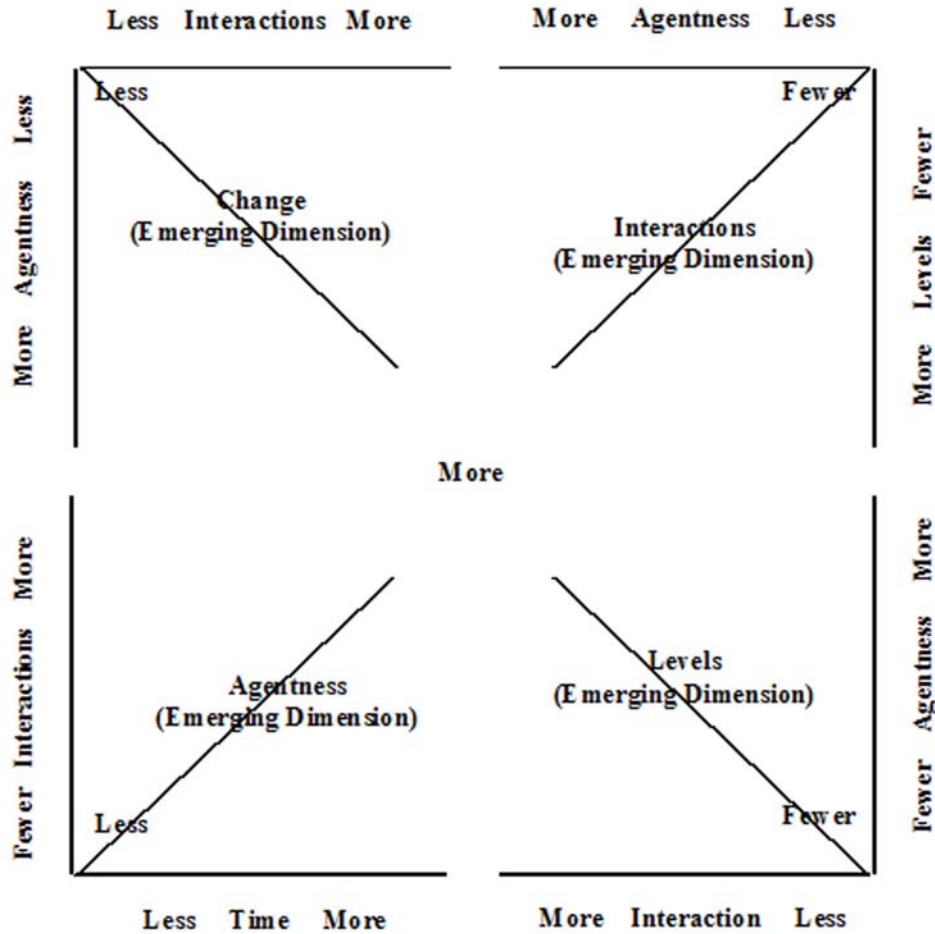 Less Interactions More
More Agentness Less
Less
Fewer
More Agentness Less
More Levels Fewer
Change
(Emerging Dimension)
Interactions
(Emerging Dimension)
More
Fewer Interactions More
Fewer Agentness More
Agentness
(Emerging Dimension)
Levels
(Emerging Dimension)
Less
Fewer
Less Time More
More Interaction Less